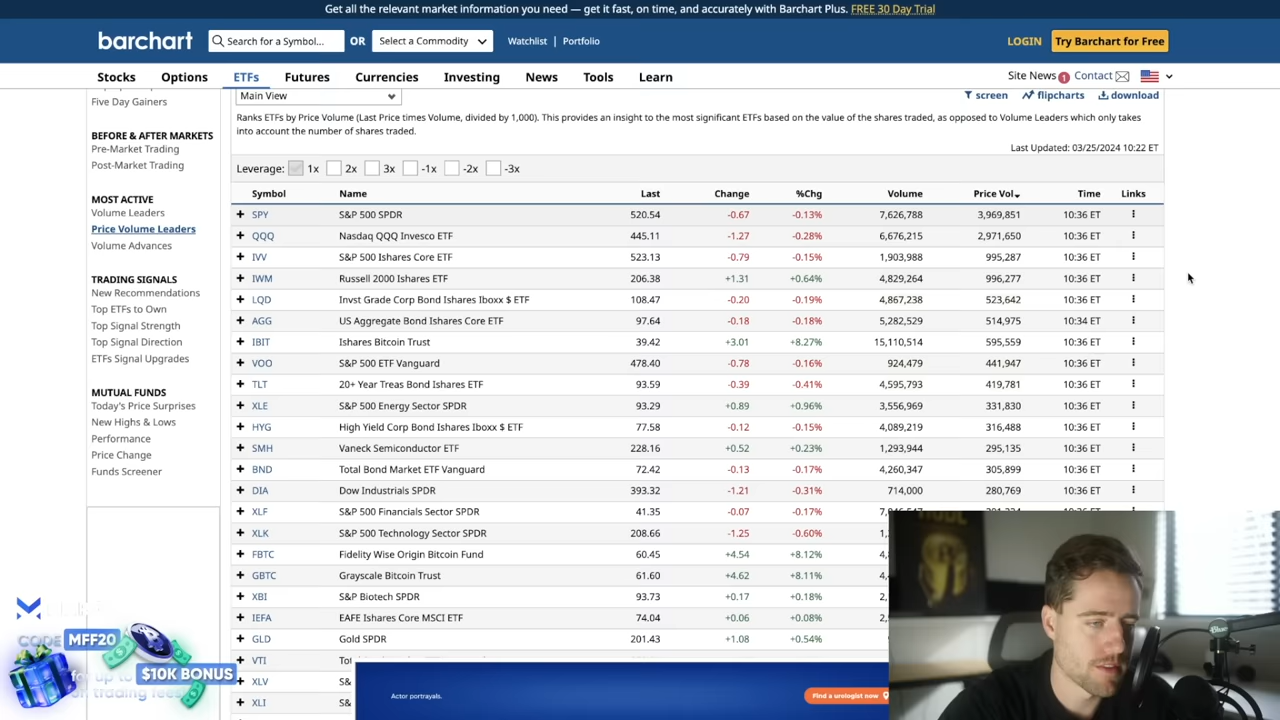 Get all the relevant market information you need — get it fast, on time, and accurately with Barchart Plus. FREE 30 Day Trial
barchart Search for a Symbol... OR Select a Commodity Watchlist | Portfolio LOGIN Try Barchart for Free
Stocks Options ETFs Futures Currencies Investing News Tools Learn Site News 1 Contact
Five Day Gainers
BEFORE & AFTER MARKETS
Pre-Market Trading
Post-Market Trading
MOST ACTIVE
Volume Leaders
Price Volume Leaders
Volume Advances
TRADING SIGNALS
New Recommendations
Top ETFs to Own
Top Signal Strength
Top Signal Direction
ETFs Signal Upgrades
MUTUAL FUNDS
Today's Price Surprises
New Highs & Lows
Performance
Price Change
Funds Screener
Main View screen flipcharts download
Ranks ETFs by Price Volume (Last Price times Volume, divided by 1,000). This provides an insight to the most significant ETFs based on the value of the shares traded, as opposed to Volume Leaders which only takes
into account the number of shares traded.
Last Updated: 03/25/2024 10:22 ET
Leverage: 1x 2x 3x -1x -2x -3x
Symbol Name Last Change %Chg Volume Price Vol Time Links
+ SPY S&P 500 SPDR 520.54 -0.67 -0.13% 7,626,788 3,969,851 10:36 ET
+ QQQ Nasdaq QQQ Invesco ETF 445.11 -1.27 -0.28% 6,676,215 2,971,650 10:36 ET
+ IVV S&P 500 Ishares Core ETF 523.13 -0.79 -0.15% 1,903,988 995,287 10:36 ET
+ IWM Russell 2000 Ishares ETF 206.38 +1.31 +0.64% 4,829,264 996,277 10:36 ET
+ LQD Invst Grade Corp Bond Ishares Iboxx $ ETF 108.47 -0.20 -0.19% 4,867,238 523,642 10:36 ET
+ AGG US Aggregate Bond Ishares Core ETF 97.64 -0.18 -0.18% 5,282,529 514,975 10:34 ET
+ IBIT Ishares Bitcoin Trust 39.42 +3.01 +8.27% 15,110,514 595,559 10:36 ET
+ VOO S&P 500 ETF Vanguard 478.40 -0.78 -0.16% 924,479 441,947 10:36 ET
+ TLT 20+ Year Treas Bond Ishares ETF 93.59 -0.39 -0.41% 4,595,793 419,781 10:36 ET
+ XLE S&P 500 Energy Sector SPDR 93.29 +0.89 +0.96% 3,556,969 331,830 10:36 ET
+ HYG High Yield Corp Bond Ishares Iboxx $ ETF 77.58 -0.12 -0.15% 4,089,219 316,488 10:36 ET
+ SMH Vaneck Semiconductor ETF 228.16 +0.52 +0.23% 1,293,944 295,135 10:36 ET
+ BND Total Bond Market ETF Vanguard 72.42 -0.13 -0.17% 4,260,347 305,899 10:36 ET
+ DIA Dow Industrials SPDR 393.32 -1.21 -0.31% 714,000 280,769 10:36 ET
+ XLF S&P 500 Financials Sector SPDR 41.35 -0.07 -0.17% 10:36 ET
+ XLK S&P 500 Technology Sector SPDR 208.66 -1.25 -0.60%
+ FBTC Fidelity Wise Origin Bitcoin Fund 60.45 +4.54 +8.12%
+ GBTC Grayscale Bitcoin Trust 61.60 +4.62 +8.11%
+ XBI S&P Biotech SPDR 93.73 +0.17 +0.18%
+ IEFA EAFE Ishares Core MSCI ETF 74.04 +0.06 +0.08%
+ GLD Gold SPDR 201.43 +1.08 +0.54%
+ VTI
+ XLV
+ XLI
CODE MFF20
$10K BONUS
on trading fees
Actor portrayals. Find a urologist now